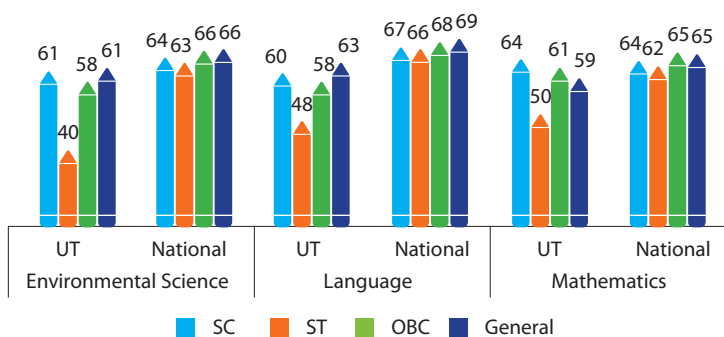 61 40 58 61 64 63 66 66 60 48 58 63 67 66 68 69 64 50 61 59 64 62 65 65
UT National UT National UT National
Environmental Science Language Mathematics
SC ST OBC General